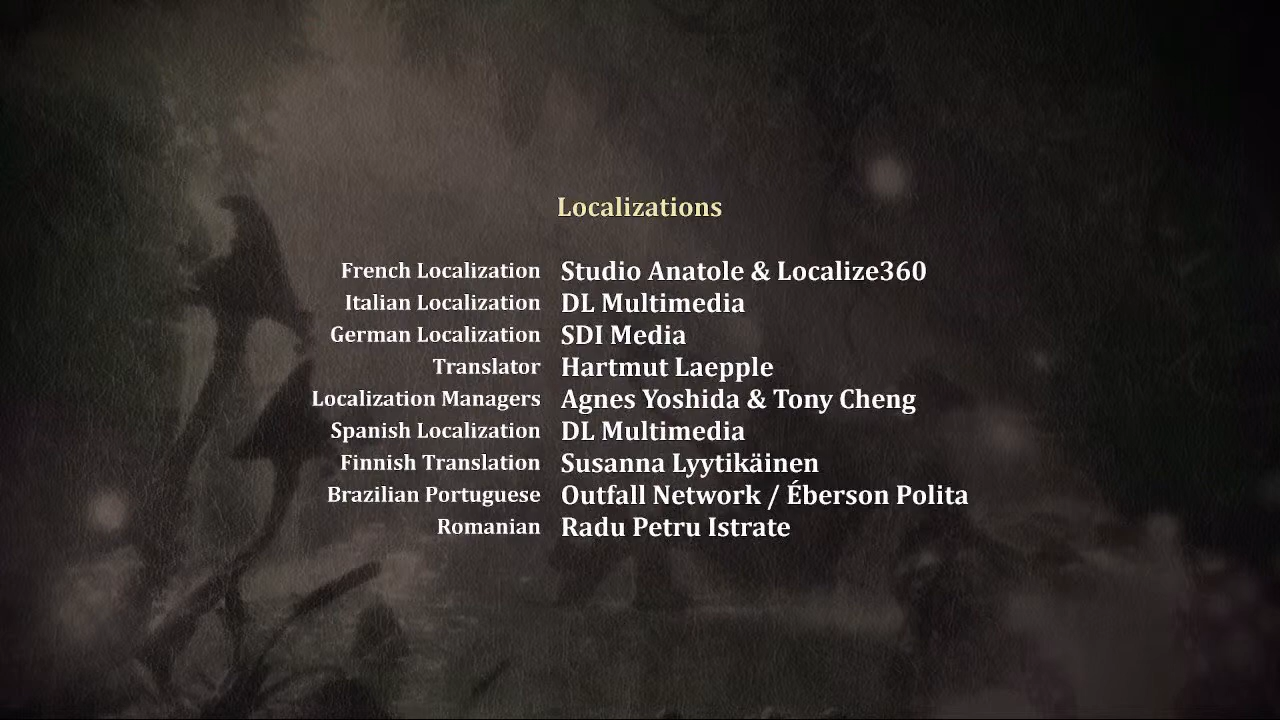 Localizations
French Localization Studio Anatole & Localize360
Italian Localization DL Multimedia
German Localization SDI Media
Translator Hartmut Laepple
Localization Managers Agnes Yoshida & Tony Cheng
Spanish Localization DL Multimedia
Finnish Translation Susanna Lyytikäinen
Brazilian Portuguese Outfall Network / Éberson Polita
Romanian Radu Petru Istrate